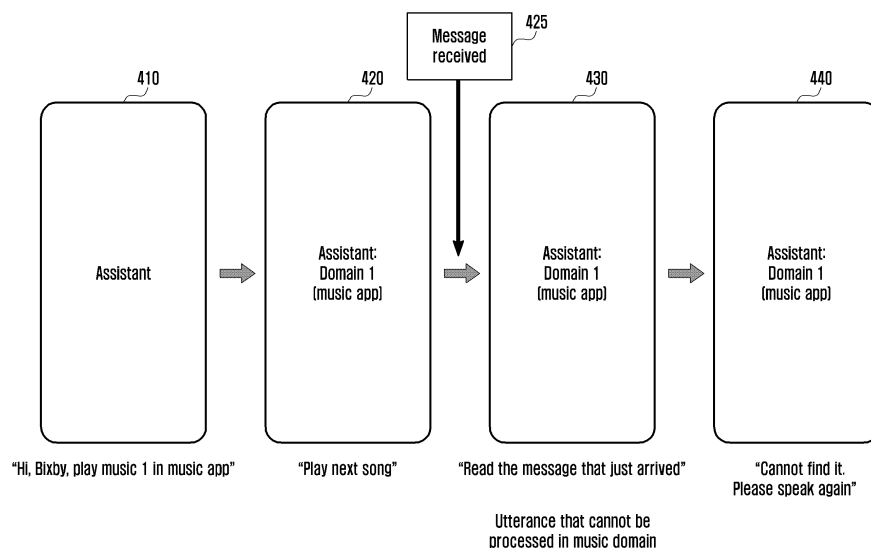 Message
received
425
410
420
430
440
Assistant
Assistant:
Domain 1
(music app)
Assistant:
Domain 1
(music app)
Assistant:
Domain 1
(music app)
“Hi, Bixby, play music 1 in music app”
“Play next song”
“Read the message that just arrived”
“Cannot find it.
Please speak again”
Utterance that cannot be
processed in music domain